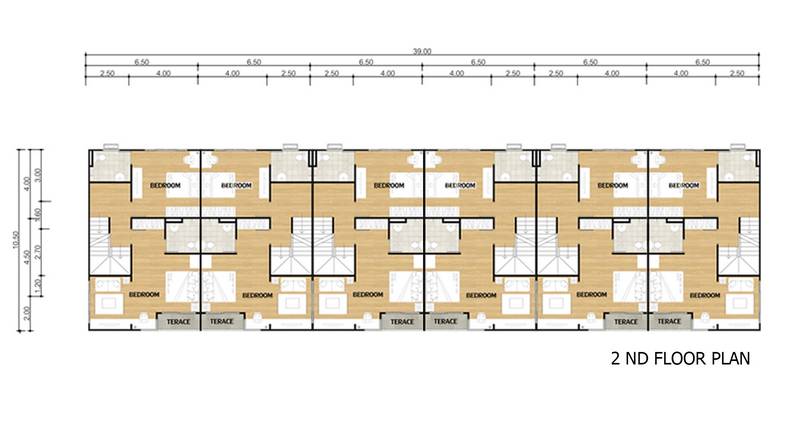 39.00
6.50 6.50 6.50 6.50 6.50 6.50
2.50 4.00 4.00 2.50 2.50 4.00 4.00 2.50 2.50 4.00 4.00 2.50
10.50
4.00 4.50 2.00
3.00 1.60 2.70 1.20
BEDROOM BEDROOM BEDROOM BEDROOM BEDROOM BEDROOM
BEDROOM BEDROOM BEDROOM BEDROOM BEDROOM BEDROOM
TERACE TERACE TERACE TERACE TERACE TERACE
2 ND FLOOR PLAN